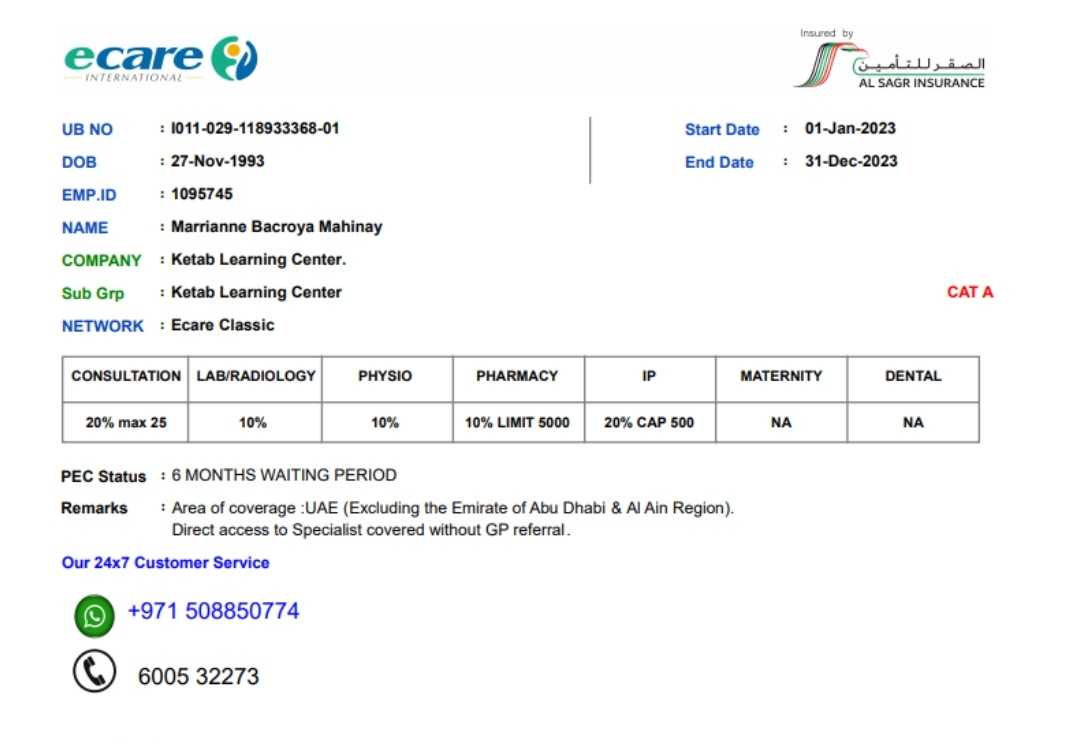 ecare
INTERNATIONAL
Insured by
الصقر للتأمين
AL SAGR INSURANCE
UB NO : I011-029-118933368-01
Start Date : 01-Jan-2023
DOB : 27-Nov-1993
End Date : 31-Dec-2023
EMP.ID : 1095745
NAME : Marrianne Bacroya Mahinay
COMPANY : Ketab Learning Center.
Sub Grp : Ketab Learning Center
CAT A
NETWORK : Ecare Classic
CONSULTATION LAB/RADIOLOGY PHYSIO PHARMACY IP MATERNITY DENTAL
20% max 25 10% 10% 10% LIMIT 5000 20% CAP 500 NA NA
PEC Status : 6 MONTHS WAITING PERIOD
Remarks : Area of coverage :UAE (Excluding the Emirate of Abu Dhabi & Al Ain Region).
Direct access to Specialist covered without GP referral.
Our 24x7 Customer Service
+971 508850774
6005 32273